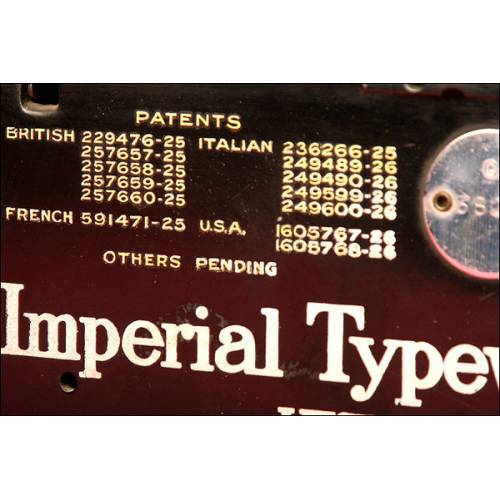 PATENTS
BRITISH 229476-25 ITALIAN 236266-25
257657-25 249489-26
257658-25 249490-26
257659-25 249599-26
257660-25 249600-26
FRENCH 591471-25 U.S.A. 1605767-26
1605768-26
OTHERS PENDING
Imperial